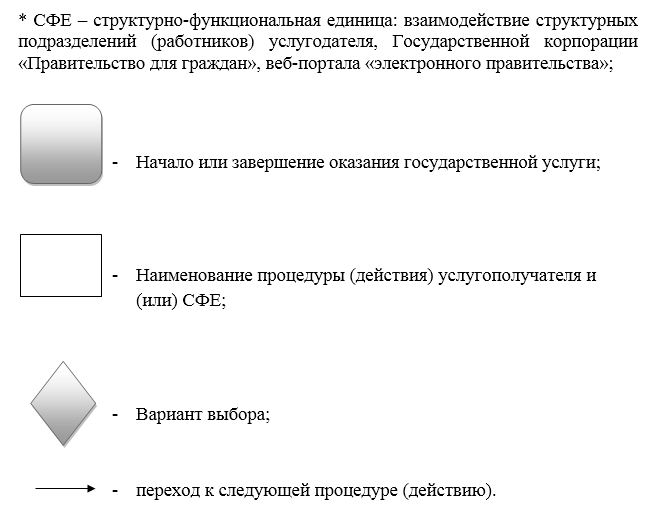 * СФЕ – структурно-функциональная единица: взаимодействие структурных
подразделений (работников) услугодателя, Государственной корпорации
«Правительство для граждан», веб-портала «электронного правительства»;
- Начало или завершение оказания государственной услуги;
- Наименование процедуры (действия) услугополучателя и
(или) СФЕ;
- Вариант выбора;
- переход к следующей процедуре (действию).